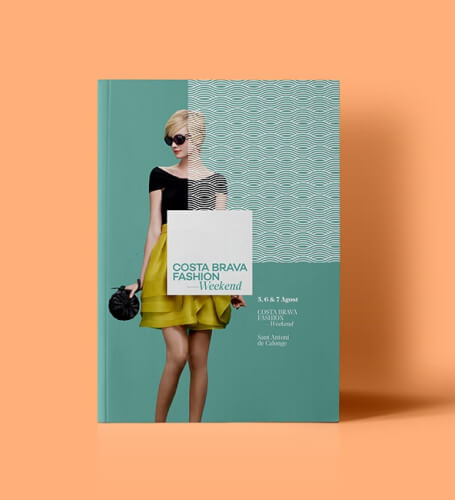 COSTA BRAVA
FASHION
Weekend
5, 6 & 7 Agost
COSTA BRAVA
FASHION
Weekend
Sant Antoni
de Calonge